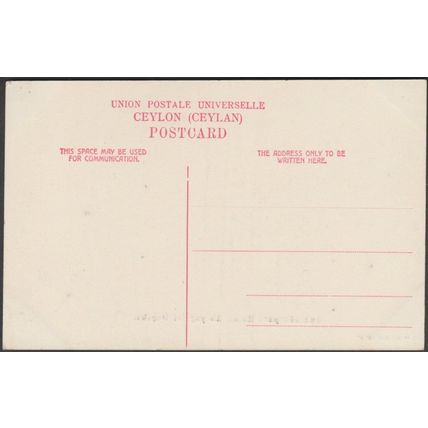 UNION POSTALE UNIVERSELLE
CEYLON (CEYLAN)
POSTCARD
THIS SPACE MAY BE USED
FOR COMMUNICATION.
THE ADDRESS ONLY TO BE
WRITTEN HERE.